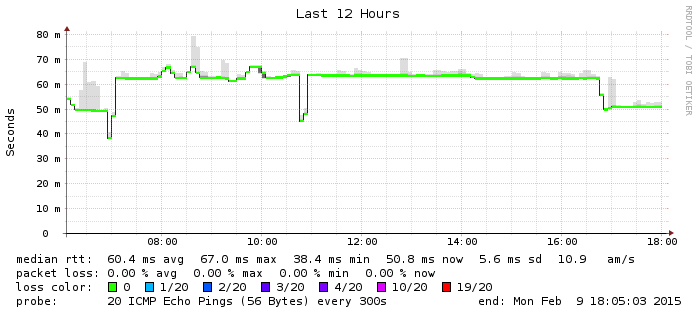 Last 12 Hours
RRDTOOL / TOBI OETIKER
Seconds
80 m
70 m
60 m
50 m
40 m
30 m
20 m
10 m
0
08:00 10:00 12:00 14:00 16:00 18:00
median rtt: 60.4 ms avg 67.0 ms max 38.4 ms min 50.8 ms now 5.6 ms sd 10.9 am/s
packet loss: 0.00 % avg 0.00 % max 0.00 % min 0.00 % now
loss color: 0 1/20 2/20 3/20 4/20 10/20 19/20
probe: 20 ICMP Echo Pings (56 Bytes) every 300s end: Mon Feb 9 18:05:03 2015